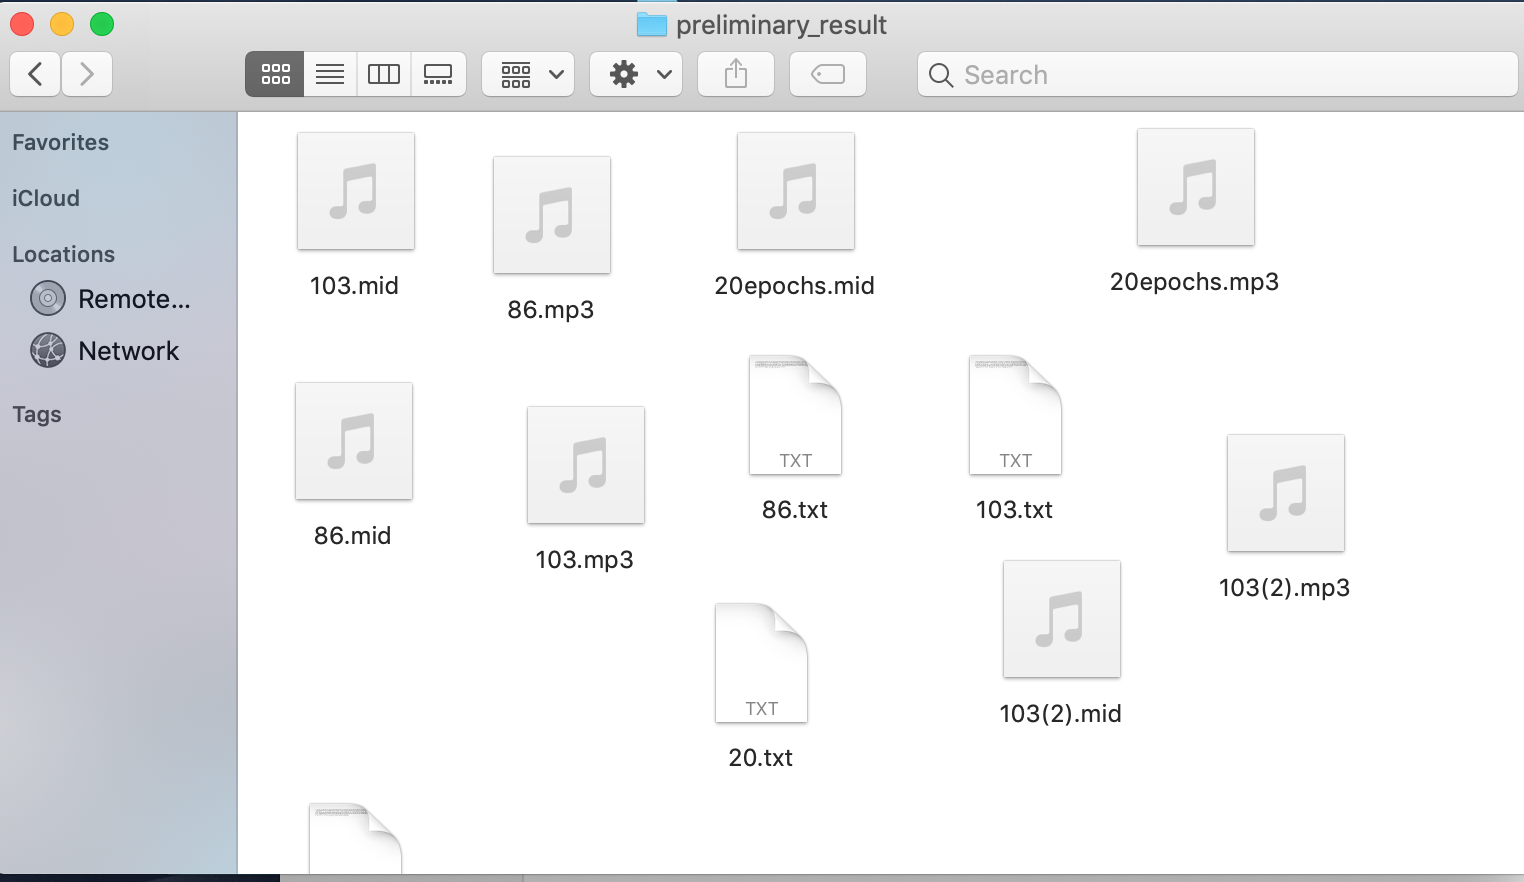 preliminary_result
Search
Favorites
iCloud
Locations
Remote...
Network
Tags
103.mid
86.mp3
20epochs.mid
20epochs.mp3
86.mid
103.mp3
TXT
86.txt
TXT
103.txt
103(2).mp3
TXT
20.txt
103(2).mid